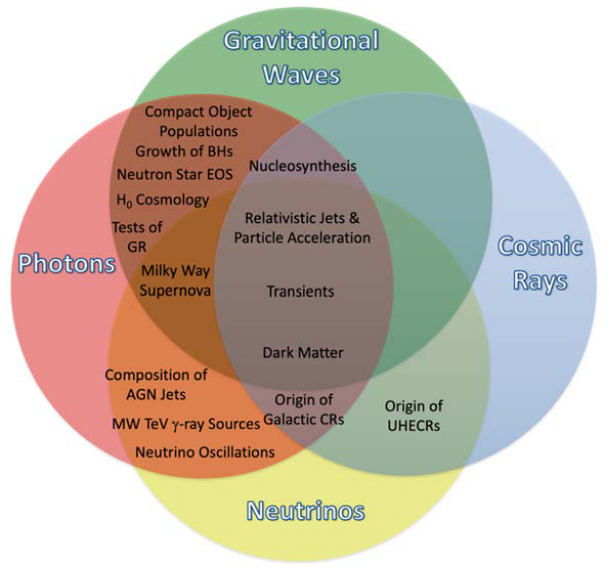 Gravitational
Waves
Compact Object
Populations
Growth of BHs
Neutron Star EOS
H₀ Cosmology
Tests of
GR
Milky Way
Supernova
Nucleosynthesis
Relativistic Jets &
Particle Acceleration
Transients
Dark Matter
Photons
Cosmic
Rays
Composition of
AGN Jets
MW TeV γ-ray Sources
Neutrino Oscillations
Origin of
Galactic CRs
Origin of
UHECRs
Neutrinos